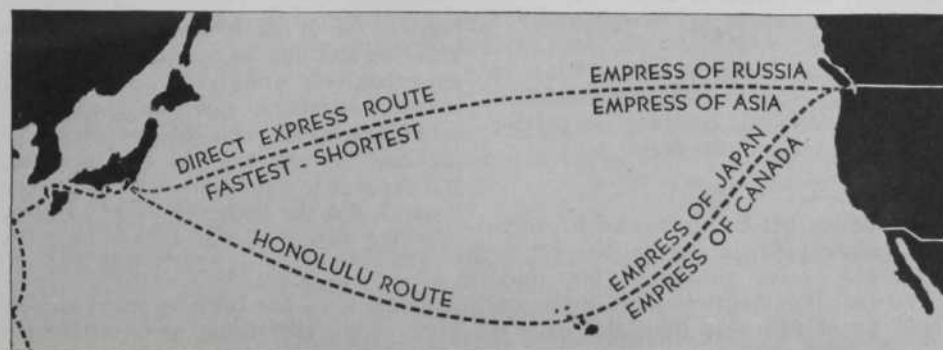 DIRECT EXPRESS ROUTE
FASTEST - SHORTEST
EMPRESS OF RUSSIA
EMPRESS OF ASIA
HONOLULU ROUTE
EMPRESS OF JAPAN
EMPRESS OF CANADA